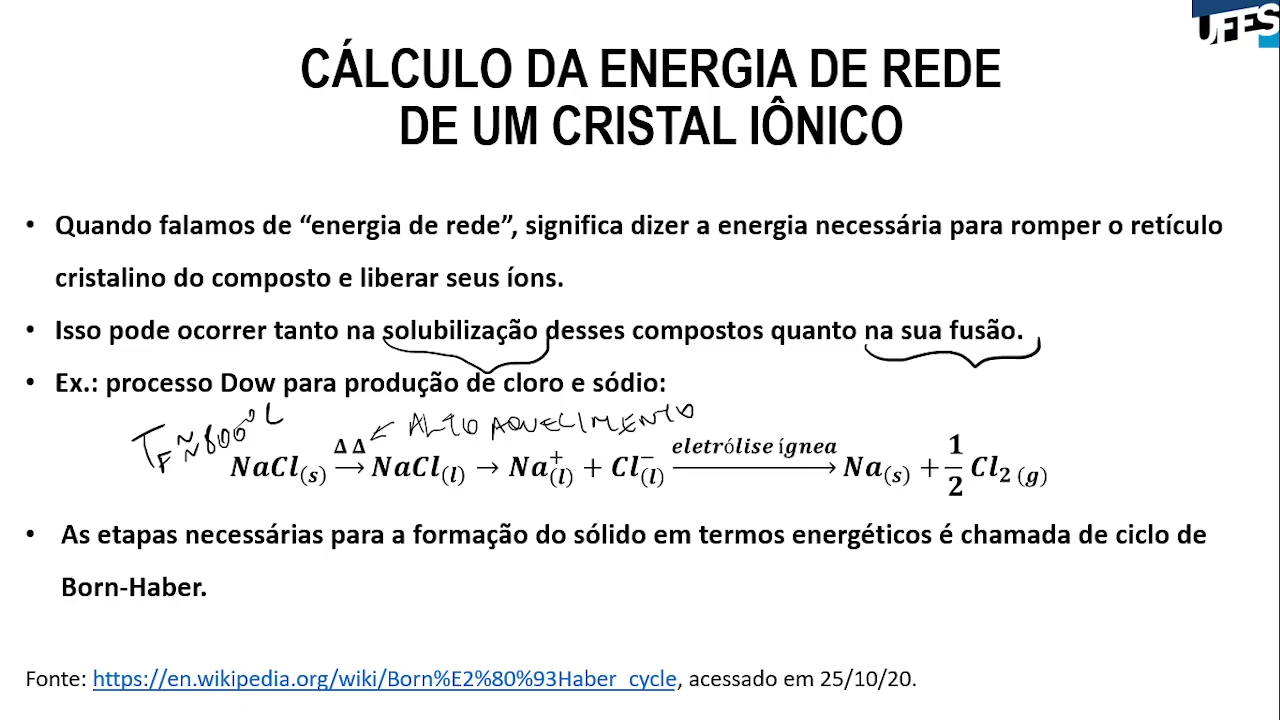 UFES
CÁLCULO DA ENERGIA DE REDE
DE UM CRISTAL IÔNICO
• Quando falamos de “energia de rede”, significa dizer a energia necessária para romper o retículo
cristalino do composto e liberar seus íons.
• Isso pode ocorrer tanto na solubilização desses compostos quanto na sua fusão.
• Ex.: processo Dow para produção de cloro e sódio:
T_F ≈ 800° C ← ALTO AQUECIMENTO
NaCl(s) —ΔΔ→ NaCl(l) → Na⁺(l) + Cl⁻(l) —eletrólise ígnea→ Na(s) + 1/2 Cl₂ (g)
• As etapas necessárias para a formação do sólido em termos energéticos é chamada de ciclo de
Born-Haber.
Fonte: https://en.wikipedia.org/wiki/Born%E2%80%93Haber_cycle, acessado em 25/10/20.